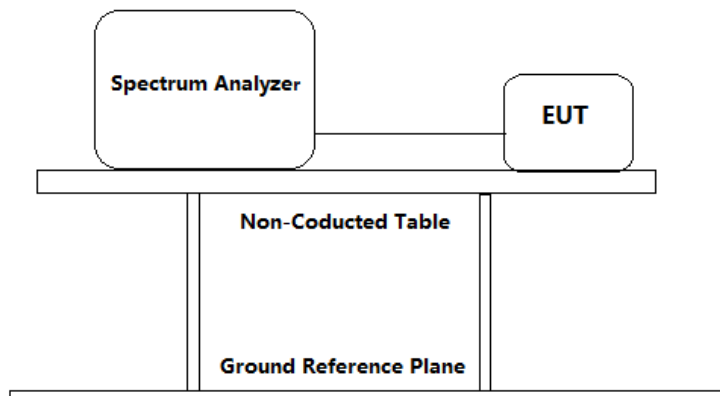 Spectrum Analyzer
EUT
Non-Coducted Table
Ground Reference Plane